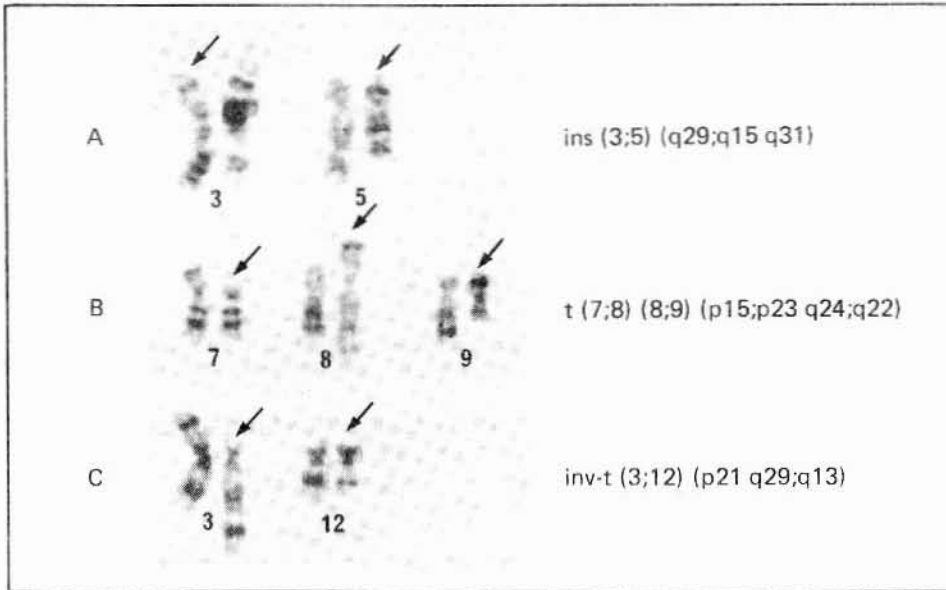 A
ins (3;5) (q29;q15 q31)
3 5
B
t (7;8) (8;9) (p15;p23 q24;q22)
7 8 9
C
inv-t (3;12) (p21 q29;q13)
3 12